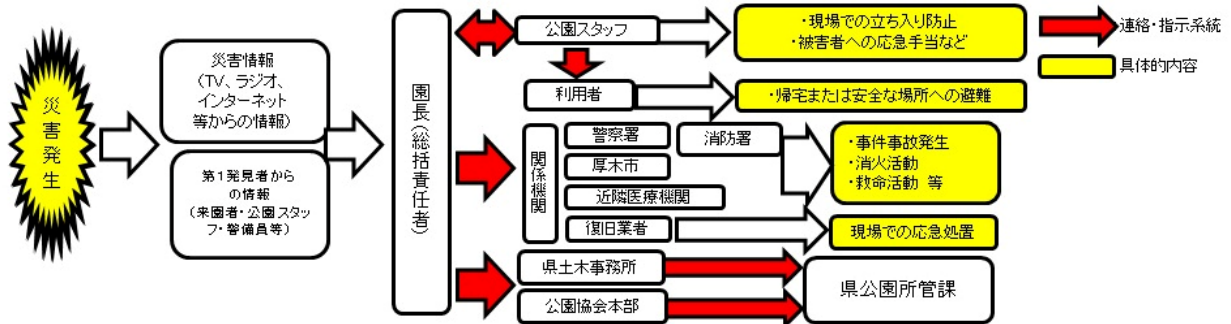 災害発生
災害情報
（TV、ラジオ、
インターネット
等からの情報）
第1発見者から
の情報
（来園者・公園スタッ
フ・警備員等）
園長（総括責任者）
公園スタッフ
・現場での立ち入り防止
・被害者への応急手当など
利用者
・帰宅または安全な場所への避難
関係機関
警察署
消防署
厚木市
近隣医療機関
復旧業者
・事件事故発生
・消火活動
・救命活動 等
現場での応急処置
県土木事務所
公園協会本部
県公園所管課
連絡・指示系統
具体的内容